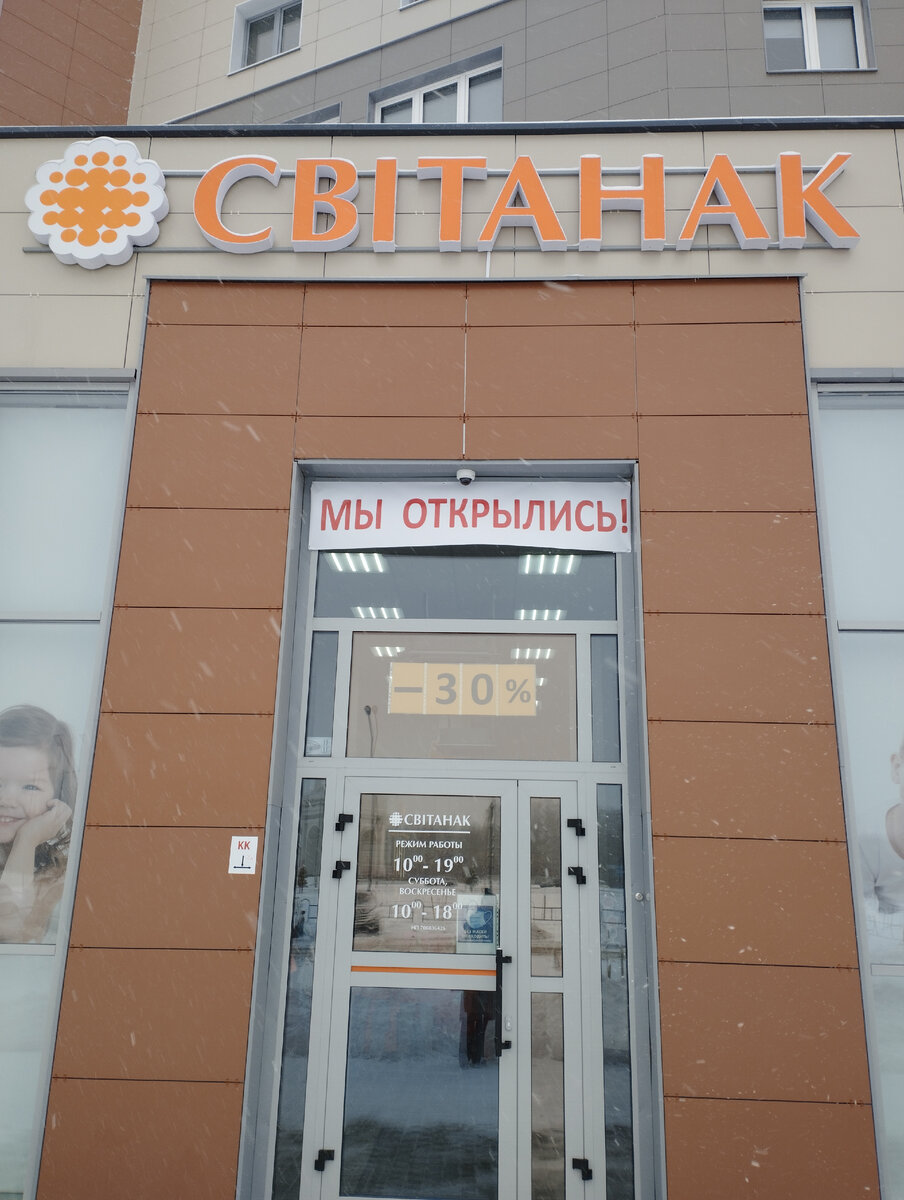 СВІТАНАК
МЫ ОТКРЫЛИСЬ!
-30%
СВІТАНАК
РЕЖИМ РАБОТЫ
10⁰⁰ - 19⁰⁰
СУББОТА,
ВОСКРЕСЕНЬЕ
10⁰⁰ - 18⁰⁰
КК